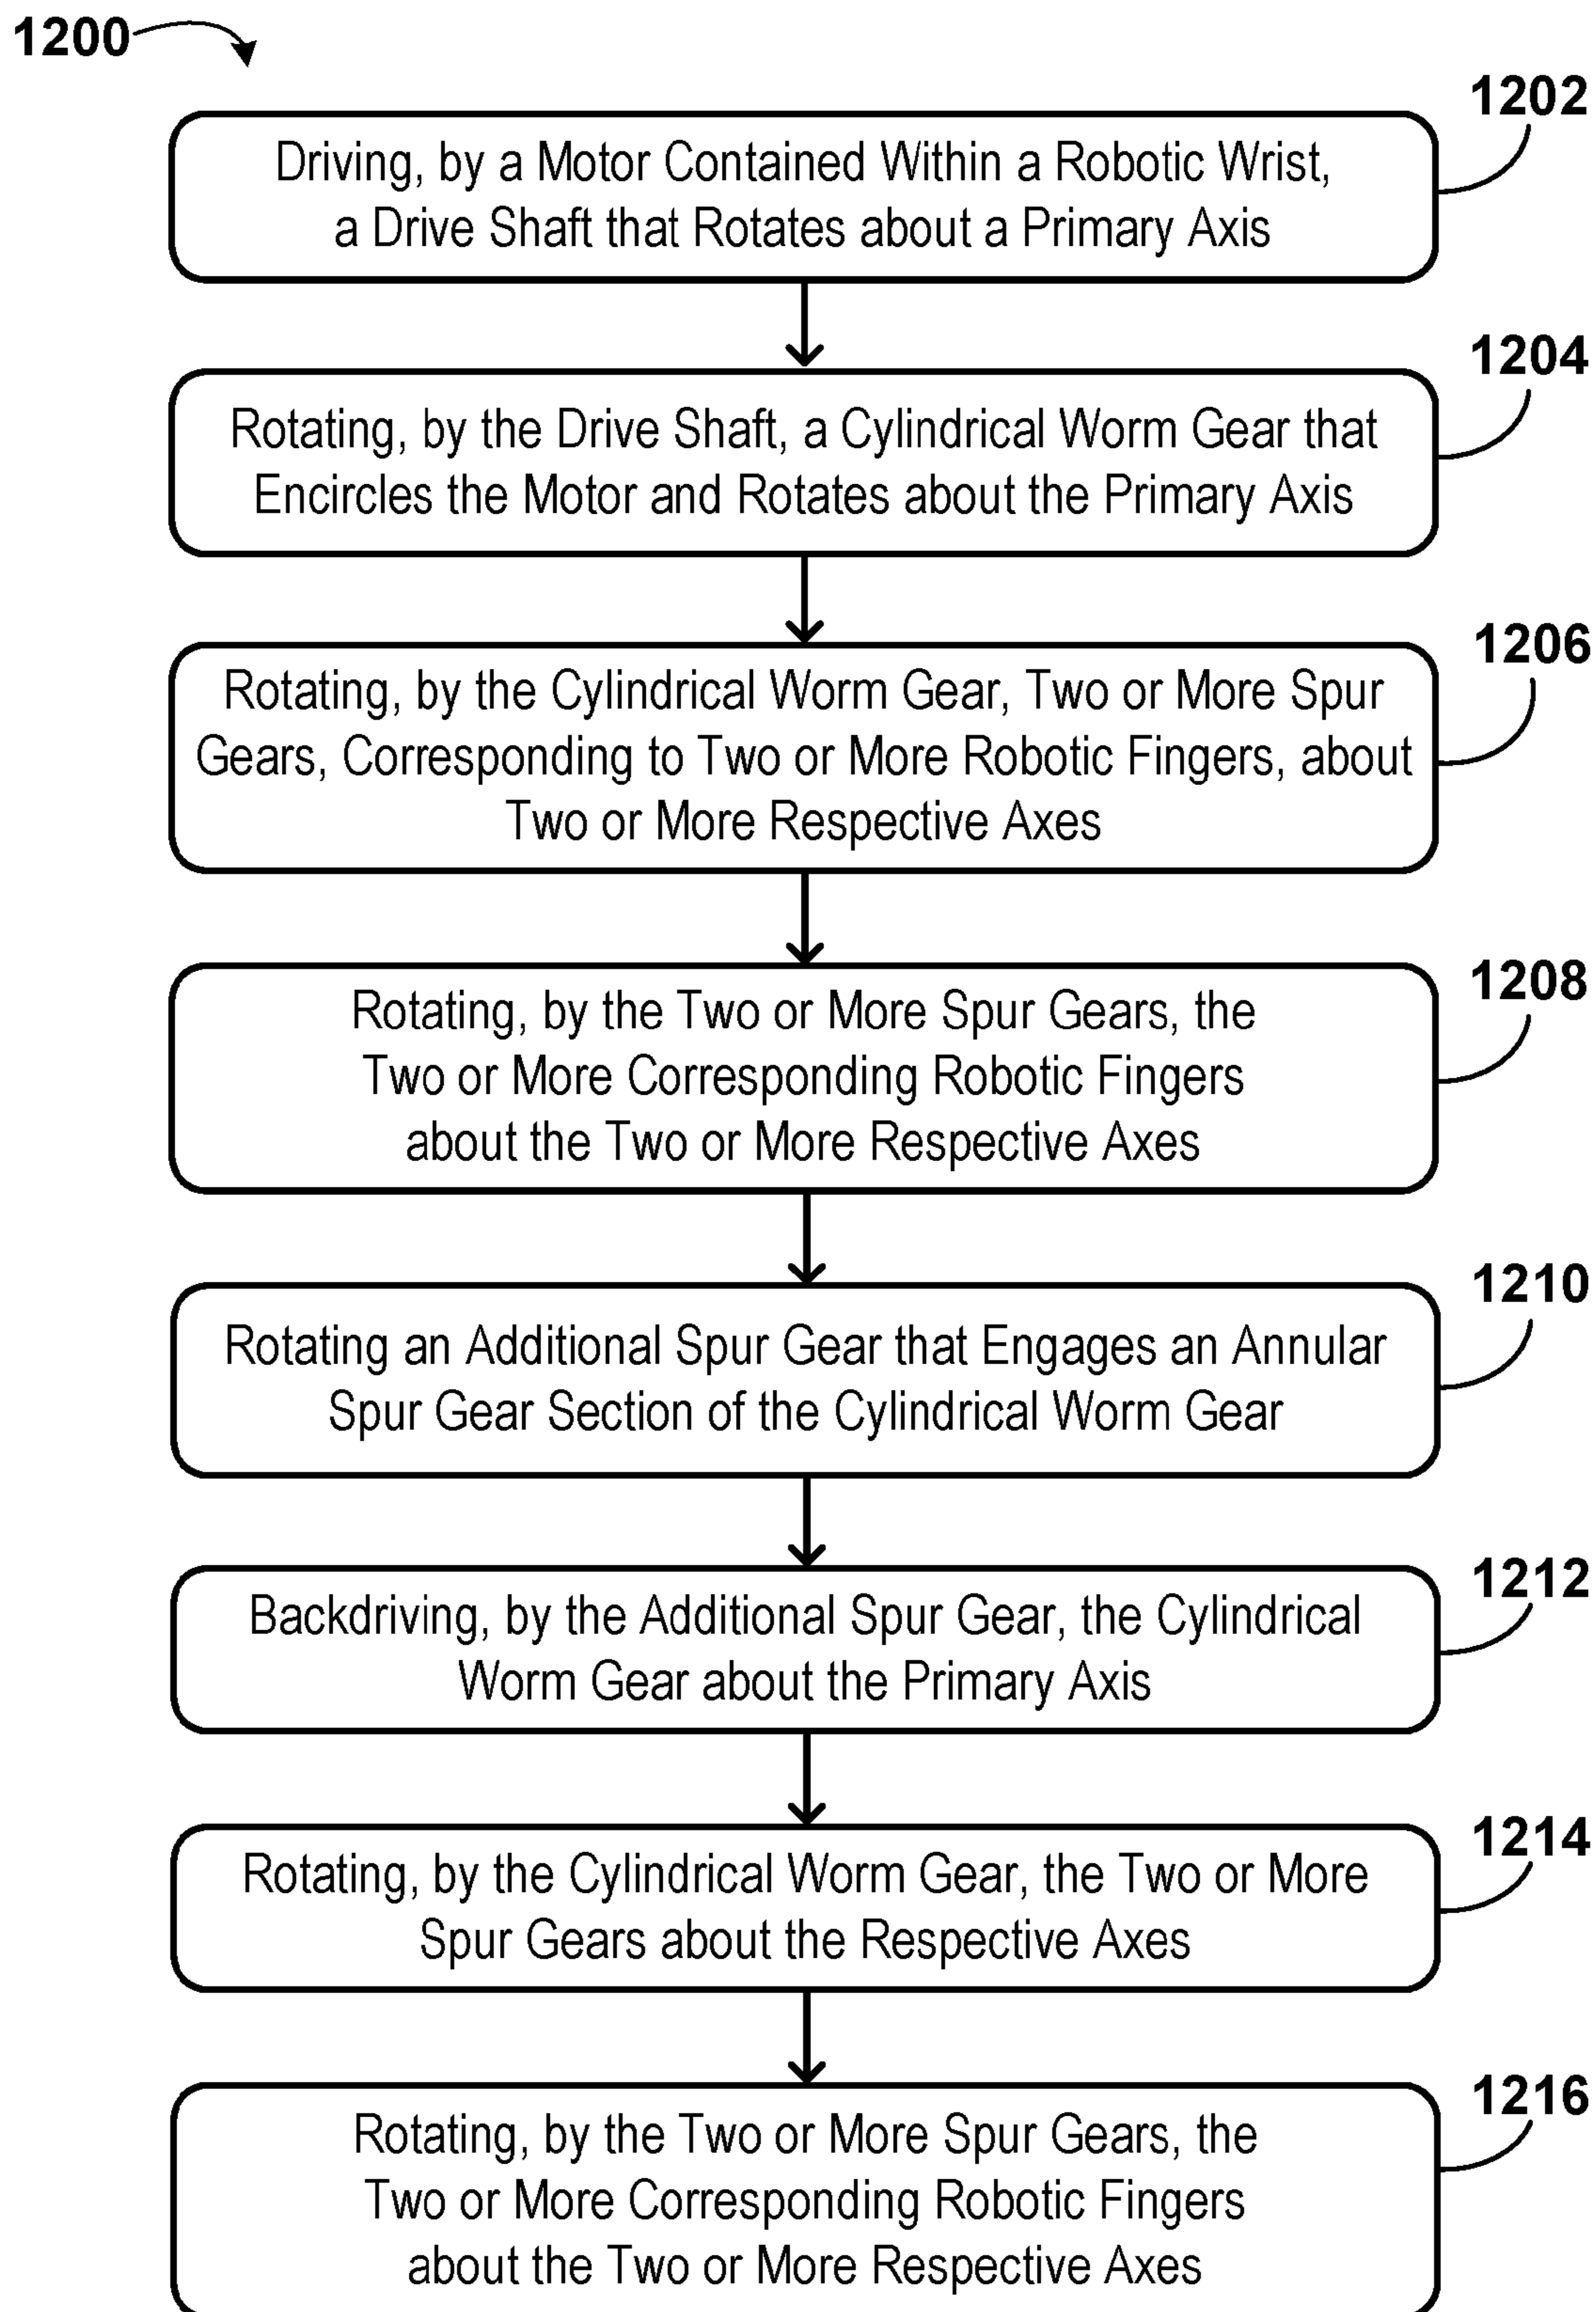 1200
1202
Driving, by a Motor Contained Within a Robotic Wrist,
a Drive Shaft that Rotates about a Primary Axis
1204
Rotating, by the Drive Shaft, a Cylindrical Worm Gear that
Encircles the Motor and Rotates about the Primary Axis
1206
Rotating, by the Cylindrical Worm Gear, Two or More Spur
Gears, Corresponding to Two or More Robotic Fingers, about
Two or More Respective Axes
1208
Rotating, by the Two or More Spur Gears, the
Two or More Corresponding Robotic Fingers
about the Two or More Respective Axes
1210
Rotating an Additional Spur Gear that Engages an Annular
Spur Gear Section of the Cylindrical Worm Gear
1212
Backdriving, by the Additional Spur Gear, the Cylindrical
Worm Gear about the Primary Axis
1214
Rotating, by the Cylindrical Worm Gear, the Two or More
Spur Gears about the Respective Axes
1216
Rotating, by the Two or More Spur Gears, the
Two or More Corresponding Robotic Fingers
about the Two or More Respective Axes